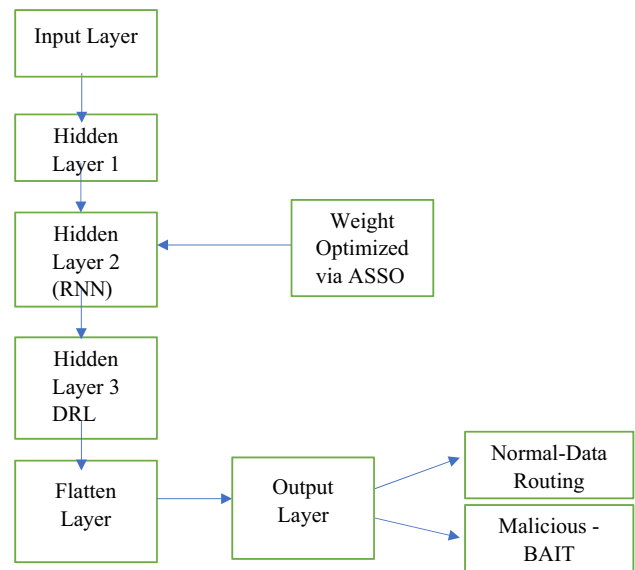 Input Layer
Hidden
Layer 1
Hidden
Layer 2
(RNN)
Weight
Optimized
via ASSO
Hidden
Layer 3
DRL
Flatten
Layer
Output
Layer
Normal-Data
Routing
Malicious -
BAIT